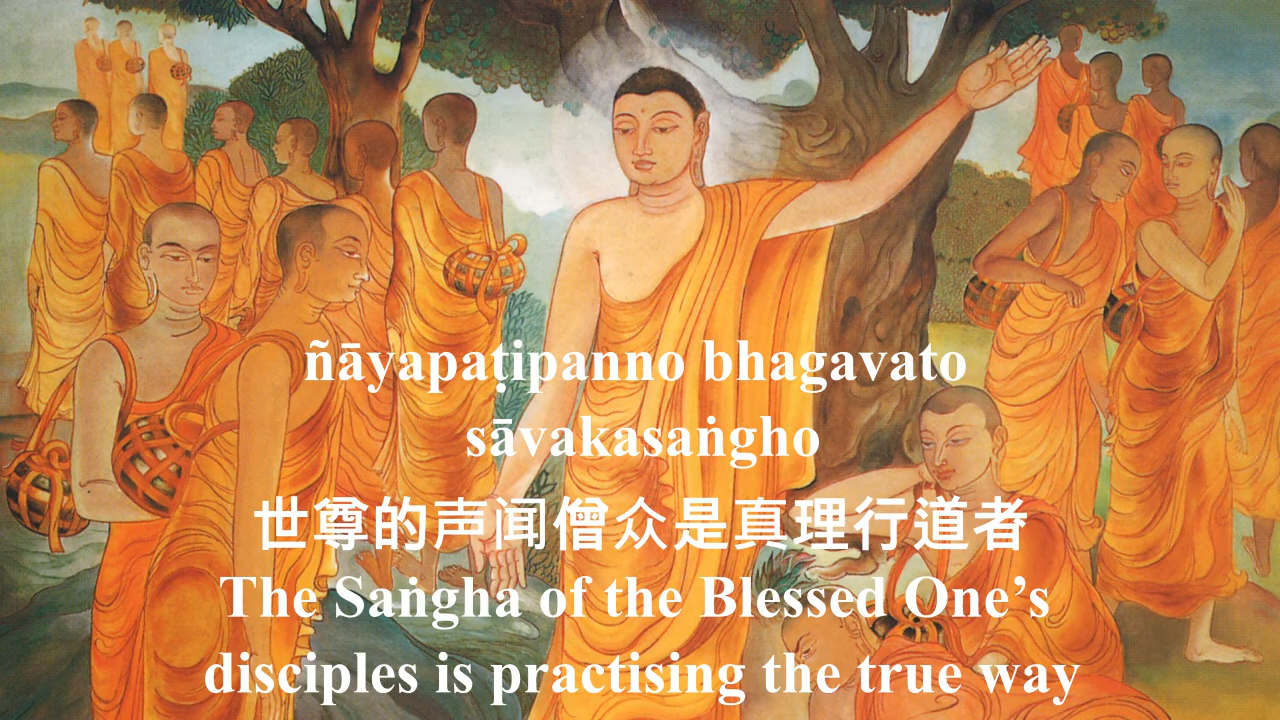 ñāyapaṭipanno bhagavato
sāvakasaṅgho
世尊的声闻僧众是真理行道者
The Saṅgha of the Blessed One’s
disciples is practising the true way